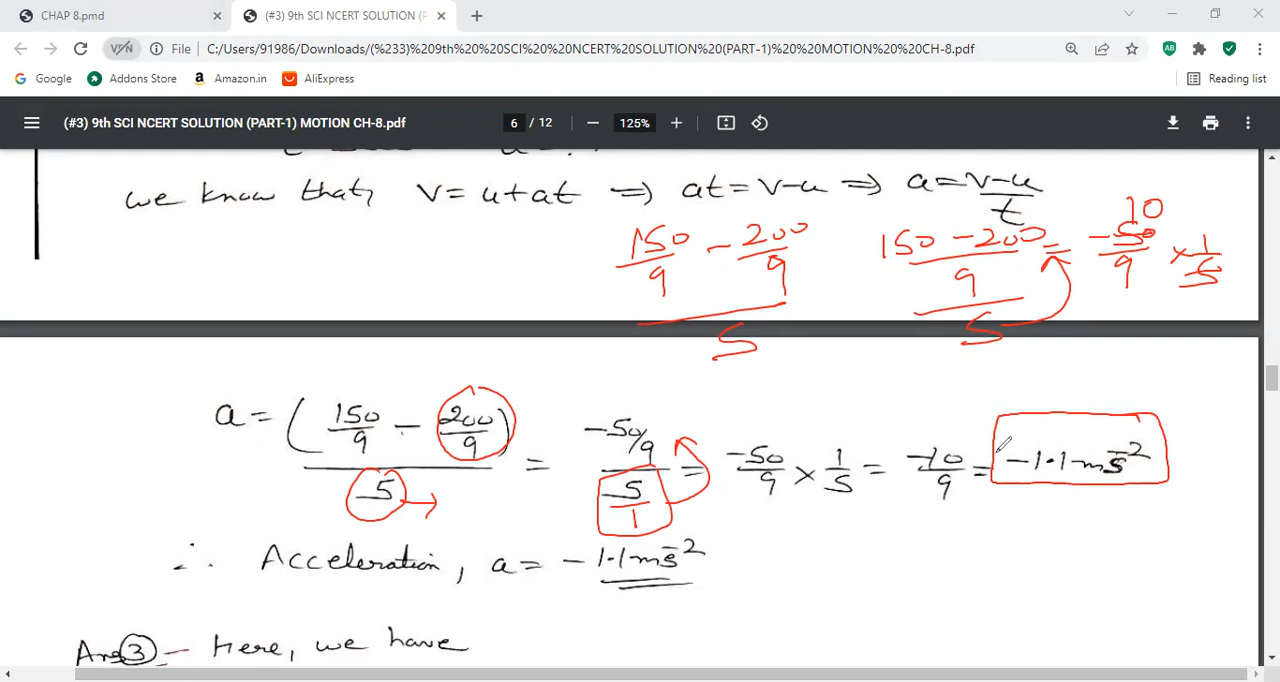 CHAP 8.pmd
(#3) 9th SCI NCERT SOLUTION (P
File C:/Users/91986/Downloads/(%233)%209th%20%20SCI%20%20NCERT%20SOLUTION%20(PART-1)%20%20MOTION%20%20CH-8.pdf
Google Addons Store Amazon.in AliExpress Reading list
(#3) 9th SCI NCERT SOLUTION (PART-1) MOTION CH-8.pdf 6 / 12 125%
we know that, v = u+at ⟹ at = v-u ⟹ a = v-u/t
150/9 - 200/9 / 5 150-200/9 / 5 = -50/9 × 1/5 10
a = (150/9 - 200/9) / 5 = -50/9 / 5/1 = -50/9 × 1/5 = -10/9 = -1.1 ms⁻²
∴ Acceleration, a = -1.1 ms⁻²
Ans 3 - Here, we have